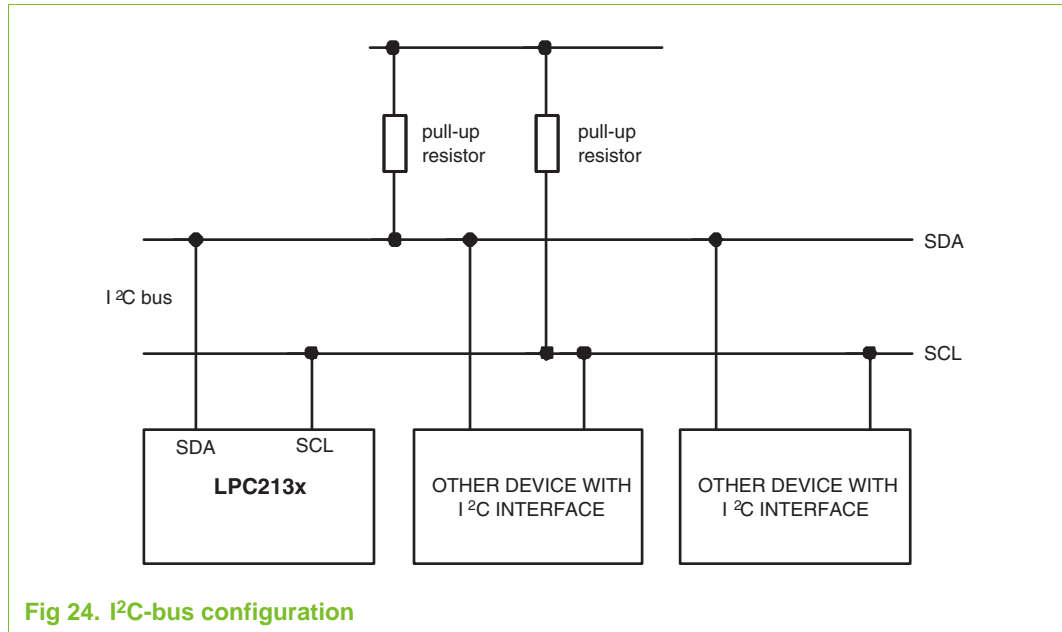 pull-up
resistor
pull-up
resistor
SDA
I ²C bus
SCL
SDA
SCL
LPC213x
OTHER DEVICE WITH
I ²C INTERFACE
OTHER DEVICE WITH
I ²C INTERFACE
Fig 24. I²C-bus configuration